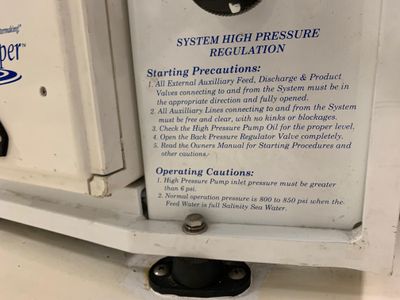 SYSTEM HIGH PRESSURE
REGULATION
Starting Precautions:
1. All External Auxilliary Feed, Discharge & Product
Valves connecting to and from the System must be in
the appropriate direction and fully opened.
2. All Auxilliary Lines connecting to and from the System
must be free and clear, with no kinks or blockages.
3. Check the High Pressure Pump Oil for the proper level.
4. Open the Back Pressure Regulator Valve completely.
5. Read the Owners Manual for Starting Procedures and
other cautions.
Operating Cautions:
1. High Pressure Pump inlet pressure must be greater
than 6 psi.
2. Normal operation pressure is 800 to 850 psi when the
Feed Water is full Salinity Sea Water.